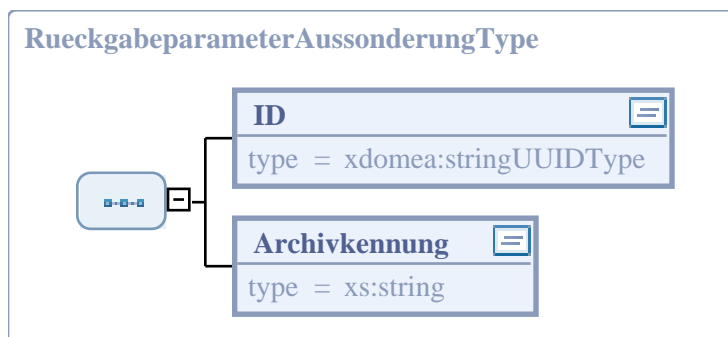 RueckgabeparameterAussonderungType
ID
type = xdomea:stringUUIDType
Archivkennung
type = xs:string